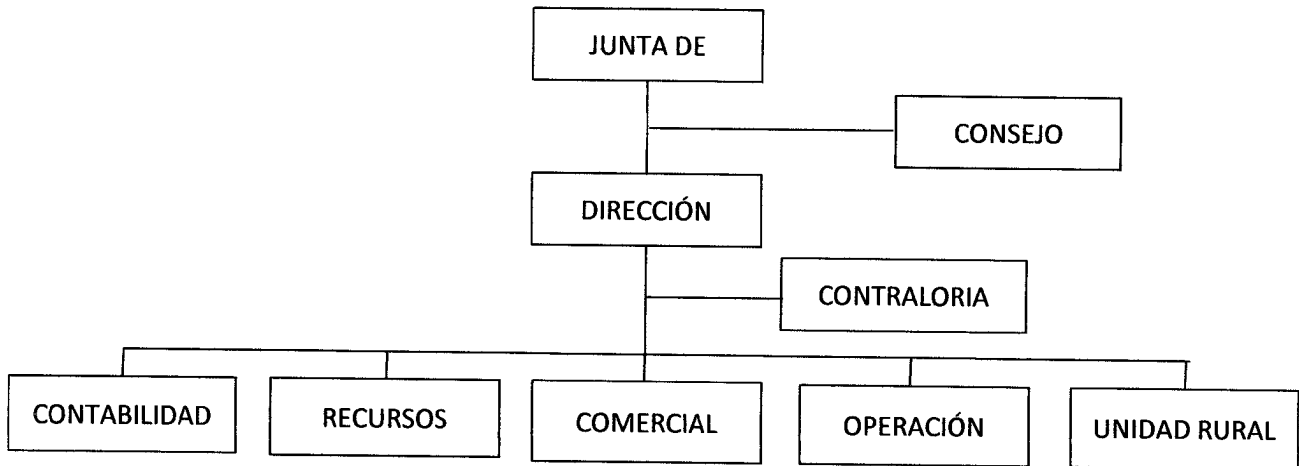 JUNTA DE
CONSEJO
DIRECCIÓN
CONTRALORIA
CONTABILIDAD
RECURSOS
COMERCIAL
OPERACIÓN
UNIDAD RURAL